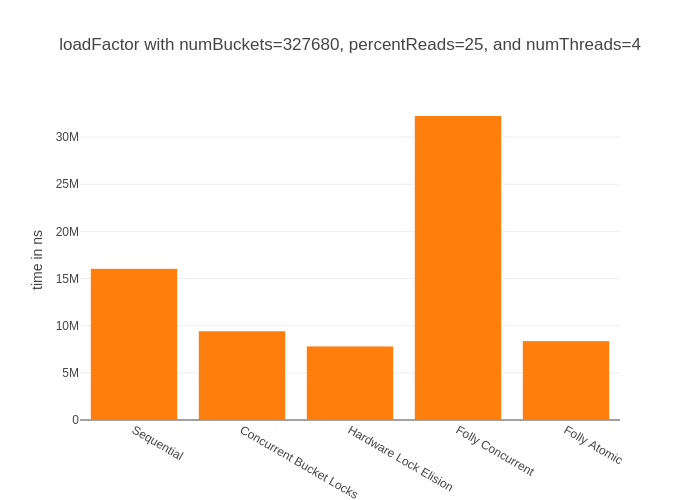 loadFactor with numBuckets=327680, percentReads=25, and numThreads=4
30M
25M
20M
15M
10M
5M
0
time in ns
Sequential
Concurrent Bucket Locks
Hardware Lock Elision
Folly Concurrent
Folly Atomic